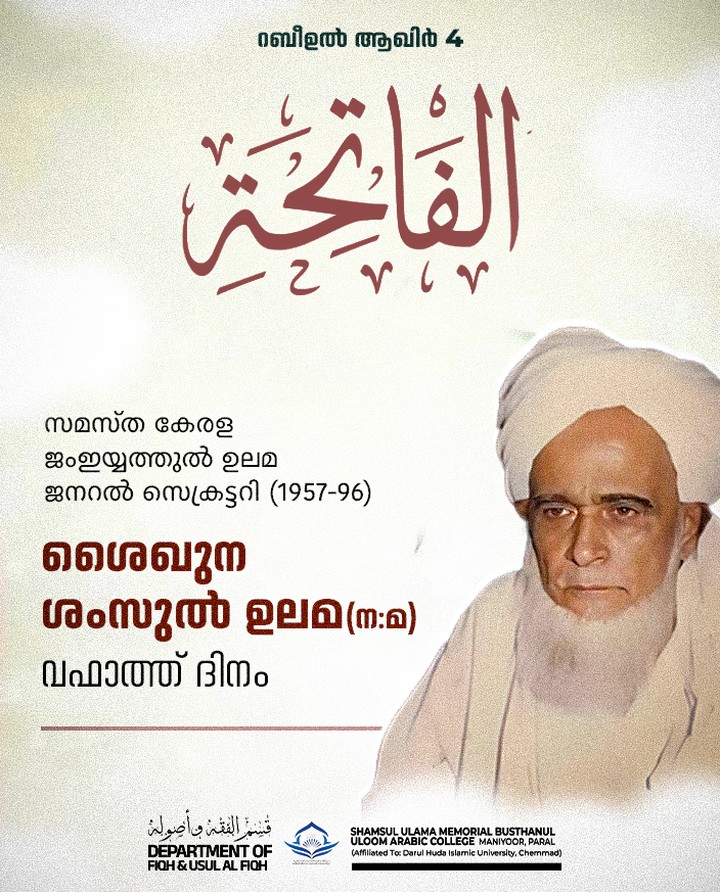 റബീഉൽ ആഖിർ 4
الفَاتِحَة
സമസ്ത കേരള
ജംഇയ്യത്തുൽ ഉലമ
ജനറൽ സെക്രട്ടറി (1957-96)
ശൈഖുന
ശംസുൽ ഉലമ(ന:മ)
വഫാത്ത് ദിനം
قسم الفقه وأصوله
DEPARTMENT OF
FIQH & USUL AL FIQH
SHAMSUL ULAMA MEMORIAL BUSTHANUL
ULOOM ARABIC COLLEGE MANIYOOR, PARAL
(Affiliated To: Darul Huda Islamic University, Chemmad)